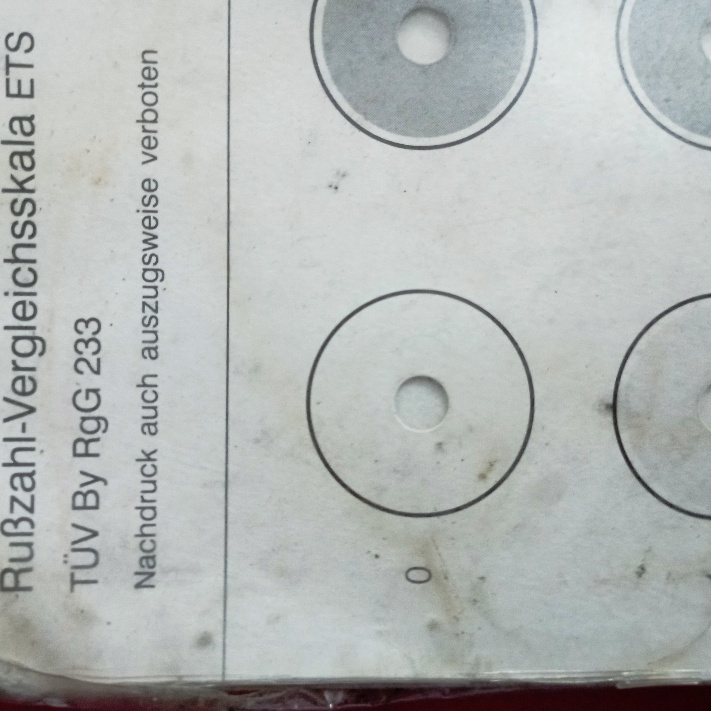 Rußzahl-Vergleichsskala ETS
TÜV By RgG 233
Nachdruck auch auszugsweise verboten
0